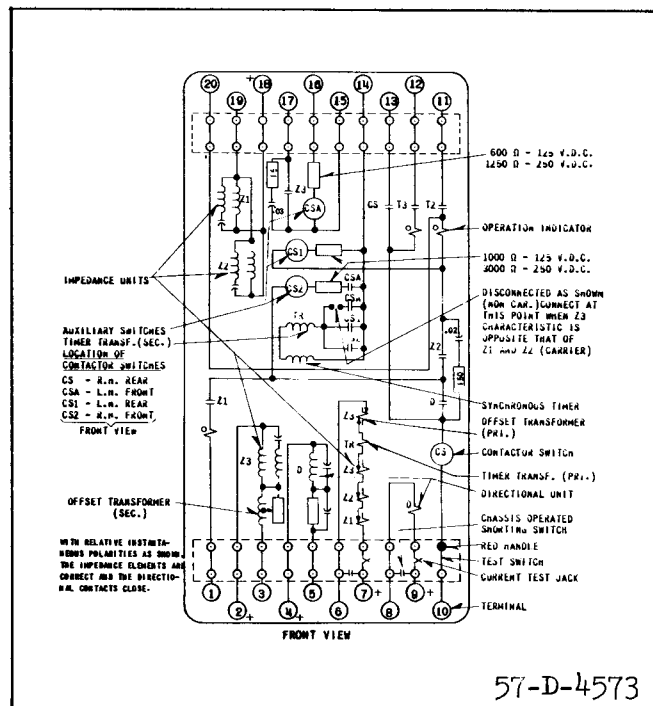 20
+18
16
14
12
19
17
15
13
11
600 Ω - 125 V.D.C.
1250 Ω - 250 V.D.C.
Z1
Z3
CSA
.03
CS
T3
T2
OPERATION INDICATOR
CS1
1000 Ω - 125 V.D.C.
3000 Ω - 250 V.D.C.
Z2
IMPEDANCE UNITS
CS2
CSA
DISCONNECTED AS SHOWN
(NON CAR.) CONNECT AT
THIS POINT WHEN Z3
CHARACTERISTIC IS
OPPOSITE THAT OF
Z1 AND Z2 (CARRIER)
AUXILIARY SWITCHES
TIMER TRANSF.(SEC.)
LOCATION OF
CONTACTOR SWITCHES
CS - R.H. REAR
CSA - L.H. FRONT
CS1 - L.H. REAR
CS2 - R.H. FRONT
FRONT VIEW
TR
CS1
.02
Z2
D
SYNCHRONOUS TIMER
Z1
Z3
OFFSET TRANSFORMER
(PRI.)
CS
CONTACTOR SWITCH
Z3
D
TR
TIMER TRANSF. (PRI.)
Z3
DIRECTIONAL UNIT
Z2
D
OFFSET TRANSFORMER
(SEC.)
Z1
CHASSIS OPERATED
SHORTING SWITCH
WITH RELATIVE INSTANTA-
NEOUS POLARITIES AS SHOWN
THE IMPEDANCE ELEMENTS ARE
CORRECT AND THE DIRECTIO-
NAL CONTACTS CLOSE.
RED HANDLE
TEST SWITCH
CURRENT TEST JACK
1
3
5
6
7+
8
9+
10
TERMINAL
2+
4+
FRONT VIEW
57-D-4573